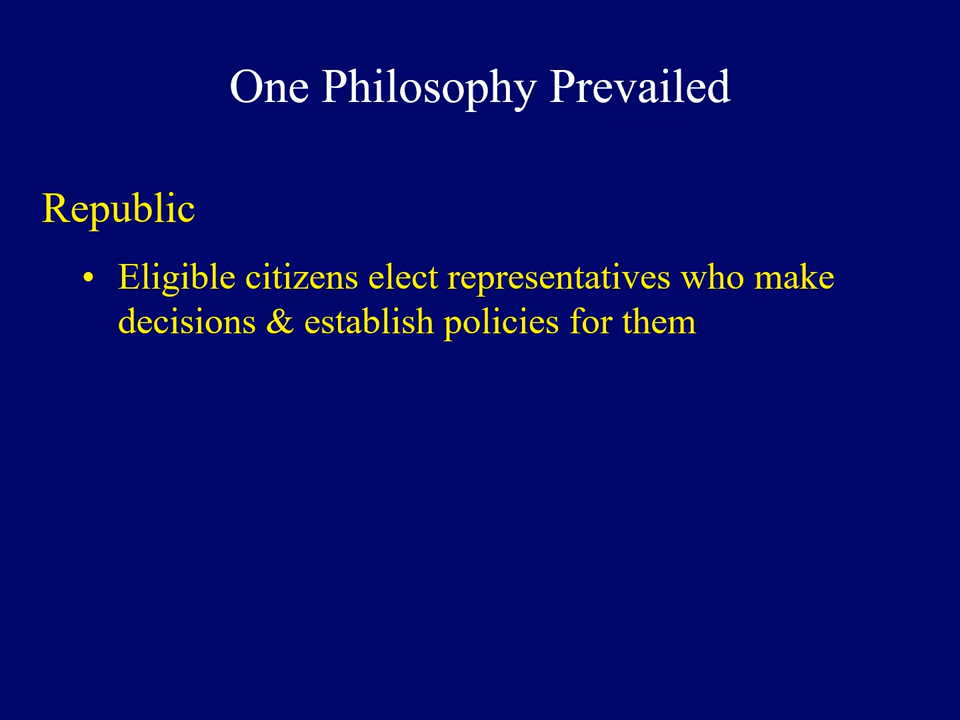 One Philosophy Prevailed
Republic
• Eligible citizens elect representatives who make
decisions & establish policies for them